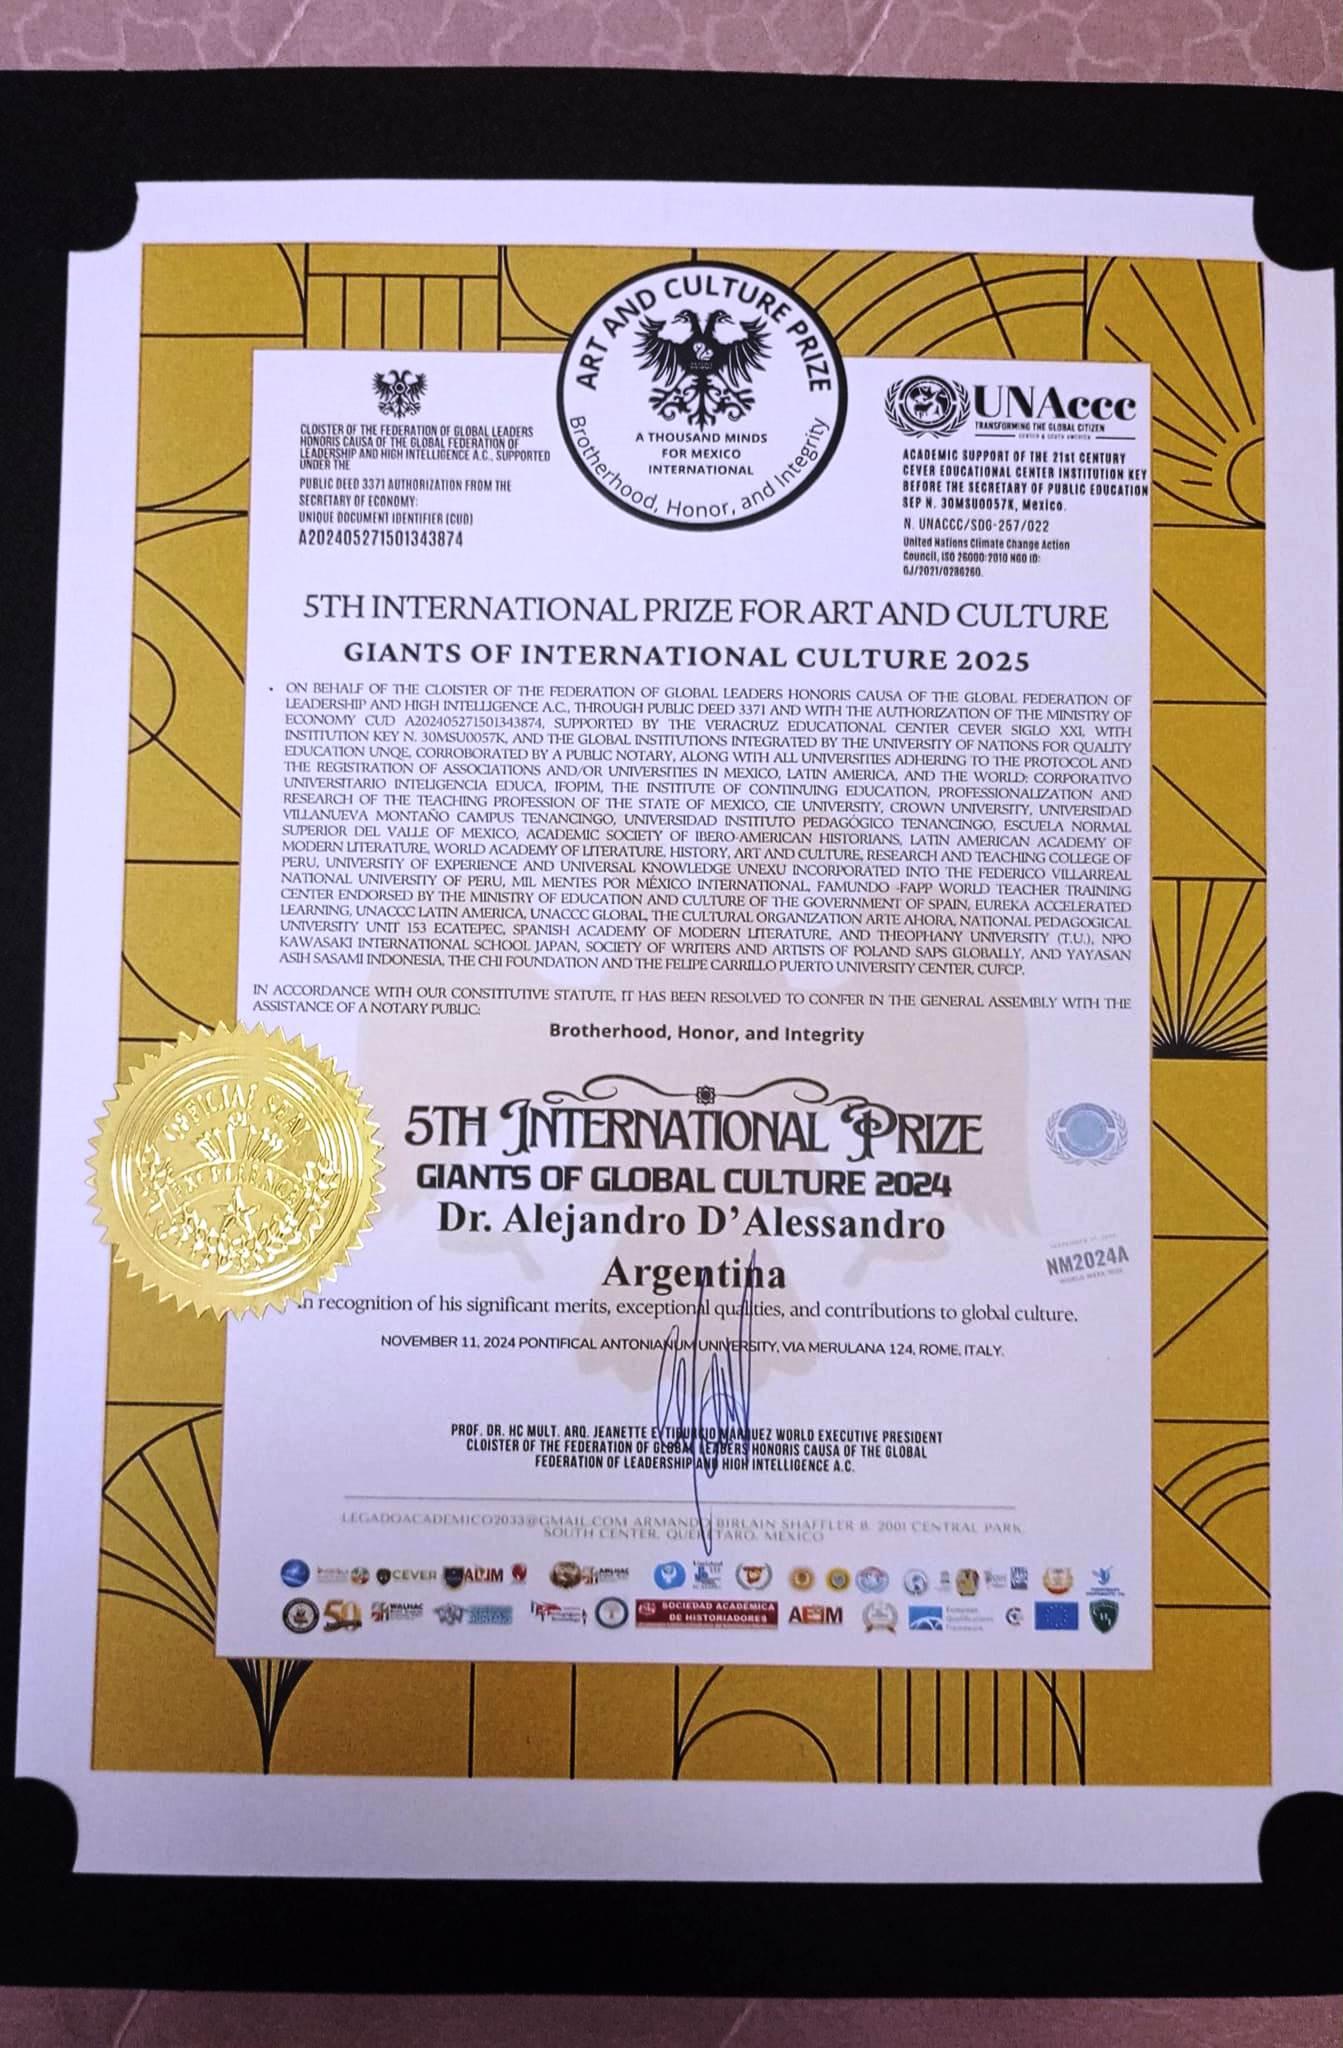 ART AND CULTURE PRIZE
A THOUSAND MINDS
FOR MEXICO
INTERNATIONAL
Brotherhood, Honor, and Integrity
CLOISTER OF THE FEDERATION OF GLOBAL LEADERS
HONORIS CAUSA OF THE GLOBAL FEDERATION OF
LEADERSHIP AND HIGH INTELLIGENCE A.C., SUPPORTED
UNDER THE
PUBLIC DEED 3371 AUTHORIZATION FROM THE
SECRETARY OF ECONOMY:
UNIQUE DOCUMENT IDENTIFIER (CUD)
A202405271501343874
UNAccc
TRANSFORMING THE GLOBAL CITIZEN
CENTER & SOUTH AMERICA
ACADEMIC SUPPORT OF THE 21st CENTURY
CEVER EDUCATIONAL CENTER INSTITUTION KEY
BEFORE THE SECRETARY OF PUBLIC EDUCATION
SEP N. 30MSU0057K, Mexico.
N. UNACCC/SDG-257/022
United Nations Climate Change Action
Council, ISO 26000:2010 NGO ID:
GJ/2021/0286260.
5TH INTERNATIONAL PRIZE FOR ART AND CULTURE
GIANTS OF INTERNATIONAL CULTURE 2025
• ON BEHALF OF THE CLOISTER OF THE FEDERATION OF GLOBAL LEADERS HONORIS CAUSA OF THE GLOBAL FEDERATION OF
LEADERSHIP AND HIGH INTELLIGENCE A.C., THROUGH PUBLIC DEED 3371 AND WITH THE AUTHORIZATION OF THE MINISTRY OF
ECONOMY CUD A202405271501343874, SUPPORTED BY THE VERACRUZ EDUCATIONAL CENTER CEVER SIGLO XXI, WITH
INSTITUTION KEY N. 30MSU0057K, AND THE GLOBAL INSTITUTIONS INTEGRATED BY THE UNIVERSITY OF NATIONS FOR QUALITY
EDUCATION UNQE, CORROBORATED BY A PUBLIC NOTARY, ALONG WITH ALL UNIVERSITIES ADHERING TO THE PROTOCOL AND
THE REGISTRATION OF ASSOCIATIONS AND/OR UNIVERSITIES IN MEXICO, LATIN AMERICA, AND THE WORLD: CORPORATIVO
UNIVERSITARIO INTELIGENCIA EDUCA, IFOPIM, THE INSTITUTE OF CONTINUING EDUCATION, PROFESSIONALIZATION AND
RESEARCH OF THE TEACHING PROFESSION OF THE STATE OF MEXICO, CIE UNIVERSITY, CROWN UNIVERSITY, UNIVERSIDAD
VILLANUEVA MONTAÑO CAMPUS TENANCINGO, UNIVERSIDAD INSTITUTO PEDAGÓGICO TENANCINGO, ESCUELA NORMAL
SUPERIOR DEL VALLE OF MEXICO, ACADEMIC SOCIETY OF IBERO-AMERICAN HISTORIANS, LATIN AMERICAN ACADEMY OF
MODERN LITERATURE, WORLD ACADEMY OF LITERATURE, HISTORY, ART AND CULTURE, RESEARCH AND TEACHING COLLEGE OF
PERU, UNIVERSITY OF EXPERIENCE AND UNIVERSAL KNOWLEDGE UNEXU INCORPORATED INTO THE FEDERICO VILLARREAL
NATIONAL UNIVERSITY OF PERU, MIL MENTES POR MÉXICO INTERNATIONAL, FAMUNDO -FAPP WORLD TEACHER TRAINING
CENTER ENDORSED BY THE MINISTRY OF EDUCATION AND CULTURE OF THE GOVERNMENT OF SPAIN, EUREKA ACCELERATED
LEARNING, UNACCC LATIN AMERICA, UNACCC GLOBAL, THE CULTURAL ORGANIZATION ARTE AHORA, NATIONAL PEDAGOGICAL
UNIVERSITY UNIT 153 ECATEPEC, SPANISH ACADEMY OF MODERN LITERATURE, AND THEOPHANY UNIVERSITY (T.U.), NPO
KAWASAKI INTERNATIONAL SCHOOL JAPAN, SOCIETY OF WRITERS AND ARTISTS OF POLAND SAPS GLOBALLY, AND YAYASAN
ASIH SASAMI INDONESIA, THE CHI FOUNDATION AND THE FELIPE CARRILLO PUERTO UNIVERSITY CENTER, CUFCP.
IN ACCORDANCE WITH OUR CONSTITUTIVE STATUTE, IT HAS BEEN RESOLVED TO CONFER IN THE GENERAL ASSEMBLY WITH THE
ASSISTANCE OF A NOTARY PUBLIC:
Brotherhood, Honor, and Integrity
OFFICIAL SEAL
OF
EXCELLENCE
5TH INTERNATIONAL PRIZE
GIANTS OF GLOBAL CULTURE 2024
Dr. Alejandro D'Alessandro
Argentina
NM2024A
in recognition of his significant merits, exceptional qualities, and contributions to global culture.
NOVEMBER 11, 2024 PONTIFICAL ANTONIANUM UNIVERSITY, VIA MERULANA 124, ROME, ITALY.
PROF. DR. HC MULT. ARQ. JEANETTE E. TIBURCIO MÁRQUEZ WORLD EXECUTIVE PRESIDENT
CLOISTER OF THE FEDERATION OF GLOBAL LEADERS HONORIS CAUSA OF THE GLOBAL
FEDERATION OF LEADERSHIP AND HIGH INTELLIGENCE A.C.
LEGADOACADEMICO2033@GMAIL.COM ARMANDO BIRLAIN SHAFFLER B. 2001 CENTRAL PARK
SOUTH CENTER, QUERÉTARO, MEXICO
CEVER
50
SOCIEDAD ACADÉMICA
DE HISTORIADORES
European
Qualifications
Framework